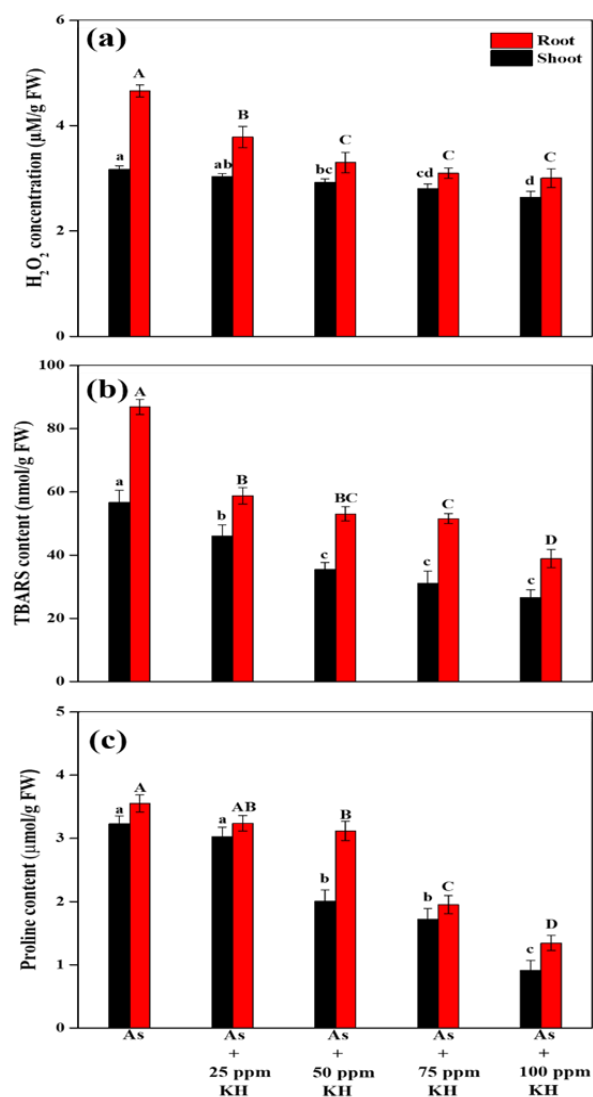 (a)
Root
Shoot
H₂O₂ concentration (μM/g FW)
6
4
2
0
a A
ab B
bc C
cd C
d C
(b)
TBARS content (nmol/g FW)
100
80
60
40
20
0
a A
b B
c BC
c C
c D
(c)
Proline content (μmol/g FW)
5
4
3
2
1
0
a A
a AB
b B
b C
c D
As
As
+
25 ppm
KH
As
+
50 ppm
KH
As
+
75 ppm
KH
As
+
100 ppm
KH